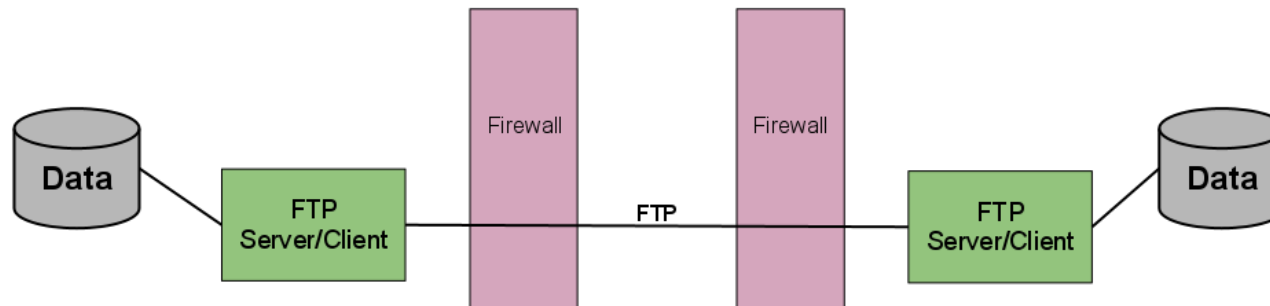 Firewall
Firewall
Data
FTP
Server/Client
FTP
FTP
Server/Client
Data